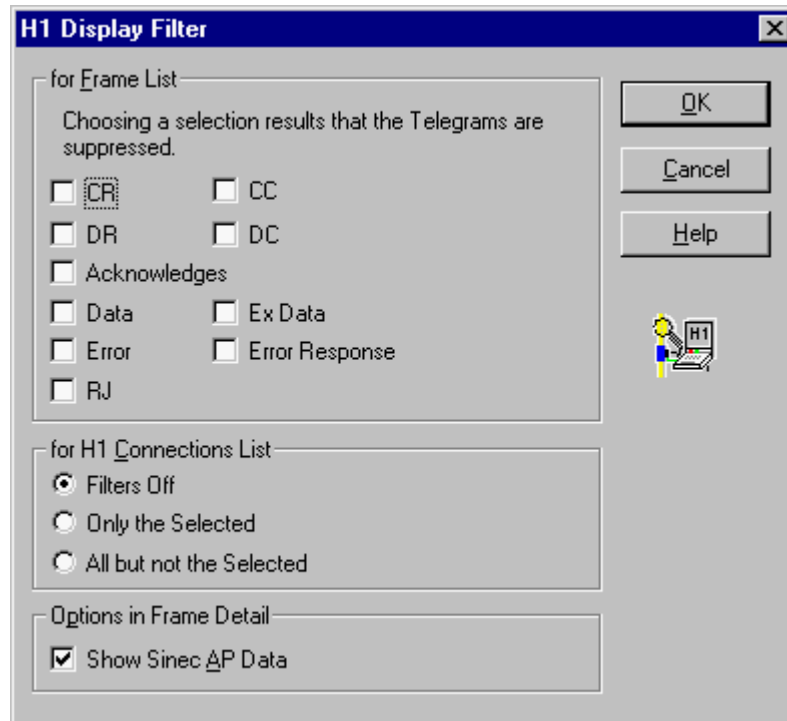 H1 Display Filter
for Frame List
Choosing a selection results that the Telegrams are
suppressed.
CR CC
DR DC
Acknowledges
Data Ex Data
Error Error Response
RJ
OK
Cancel
Help
H1
for H1 Connections List
Filters Off
Only the Selected
All but not the Selected
Options in Frame Detail
Show Sinec AP Data